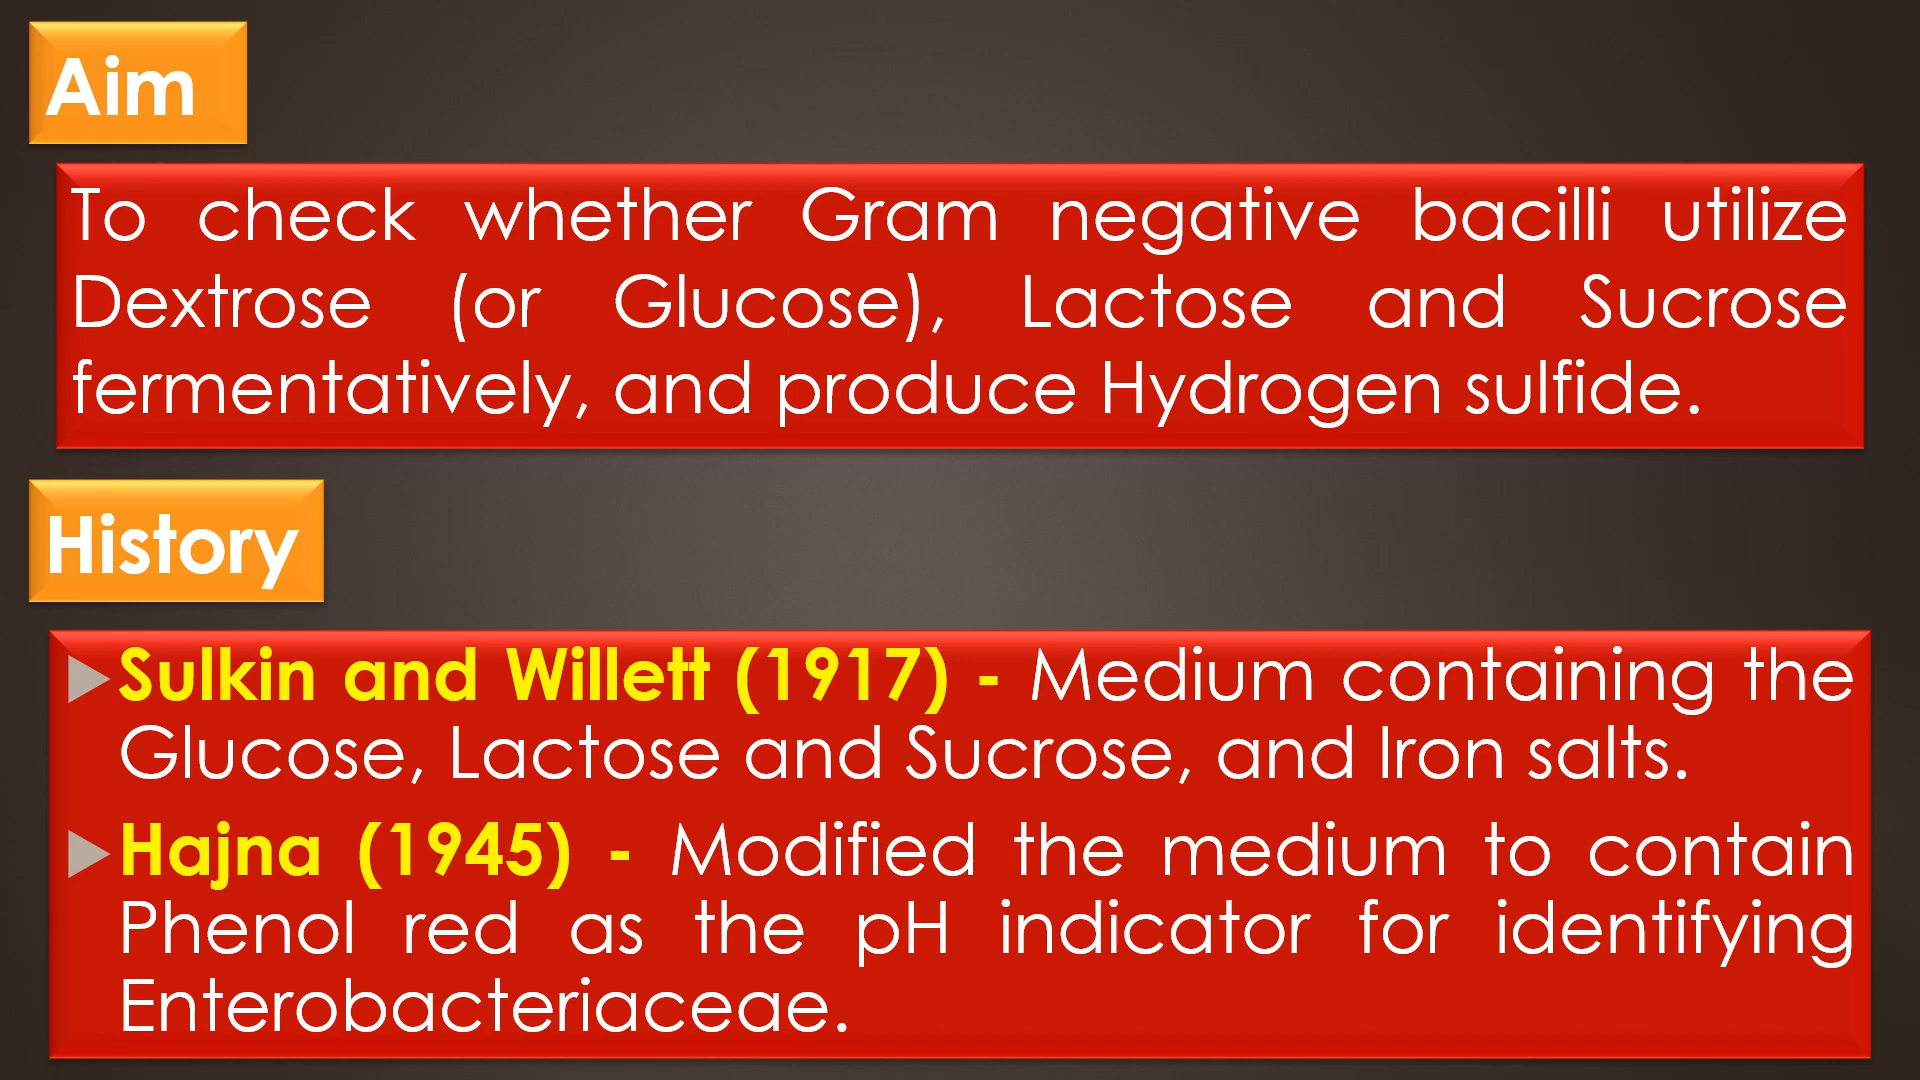 Aim
To check whether Gram negative bacilli utilize
Dextrose (or Glucose), Lactose and Sucrose
fermentatively, and produce Hydrogen sulfide.
History
Sulkin and Willett (1917) - Medium containing the
Glucose, Lactose and Sucrose, and Iron salts.
Hajna (1945) - Modified the medium to contain
Phenol red as the pH indicator for identifying
Enterobacteriaceae.